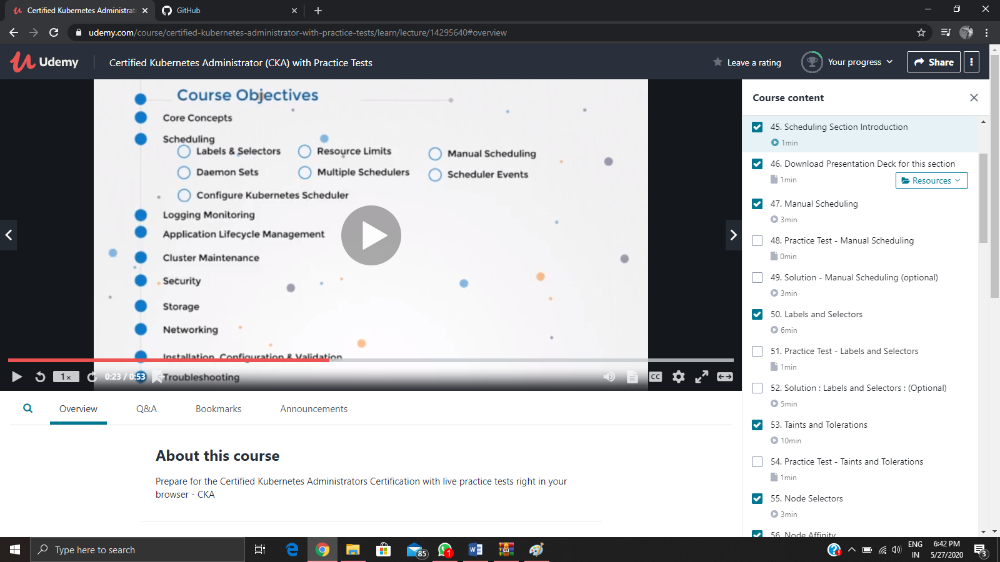 Certified Kubernetes Administrat
GitHub
udemy.com/course/certified-kubernetes-administrator-with-practice-tests/learn/lecture/14295640#overview
Udemy
Certified Kubernetes Administrator (CKA) with Practice Tests
Leave a rating
Your progress
Share
Course Objectives
Core Concepts
Scheduling
Labels & Selectors
Resource Limits
Manual Scheduling
Daemon Sets
Multiple Schedulers
Scheduler Events
Configure Kubernetes Scheduler
Logging Monitoring
Application Lifecycle Management
Cluster Maintenance
Security
Storage
Networking
Installation, Configuration & Validation
Troubleshooting
1x
0:23 / 0:53
CC
Course content
45. Scheduling Section Introduction
1min
46. Download Presentation Deck for this section
1min
Resources
47. Manual Scheduling
3min
48. Practice Test - Manual Scheduling
0min
49. Solution - Manual Scheduling (optional)
3min
50. Labels and Selectors
6min
51. Practice Test - Labels and Selectors
1min
52. Solution : Labels and Selectors : (Optional)
5min
53. Taints and Tolerations
10min
54. Practice Test - Taints and Tolerations
1min
55. Node Selectors
3min
56. Node Affinity
Overview
Q&A
Bookmarks
Announcements
About this course
Prepare for the Certified Kubernetes Administrators Certification with live practice tests right in your
browser - CKA
Type here to search
85
1
ENG
IN
6:42 PM
5/27/2020
3